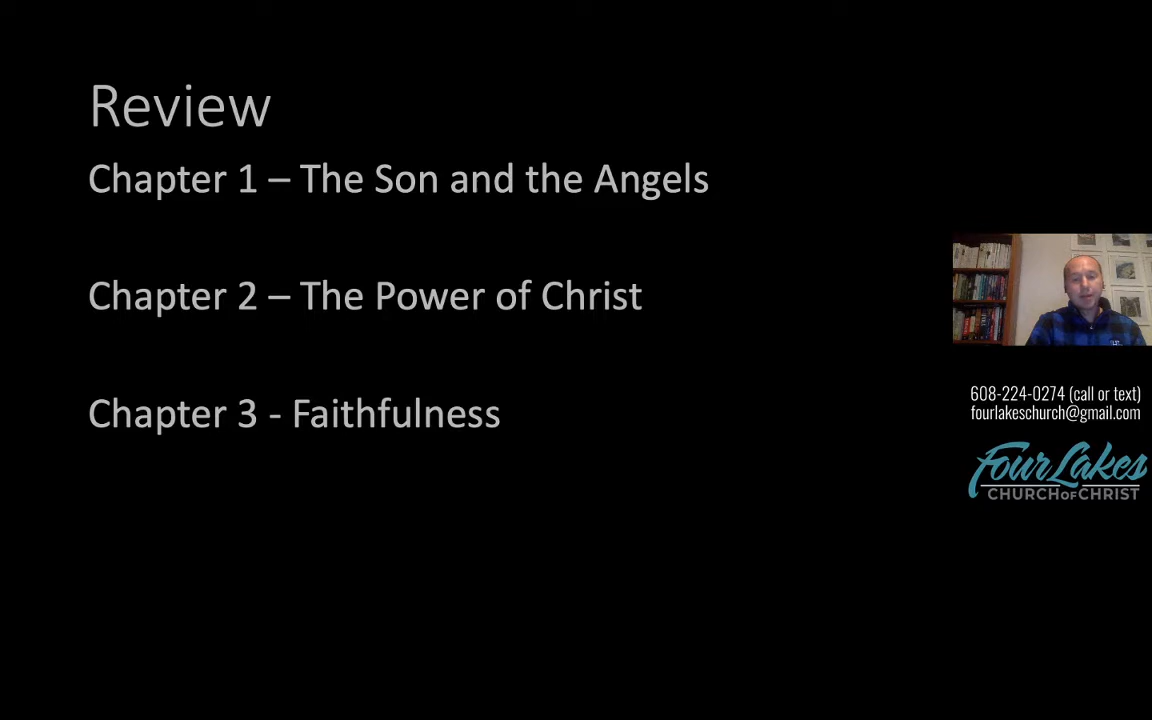 Review
Chapter 1 – The Son and the Angels
Chapter 2 – The Power of Christ
Chapter 3 - Faithfulness
608-224-0274 (call or text)
fourlakeschurch@gmail.com
Four Lakes
CHURCH OF CHRIST